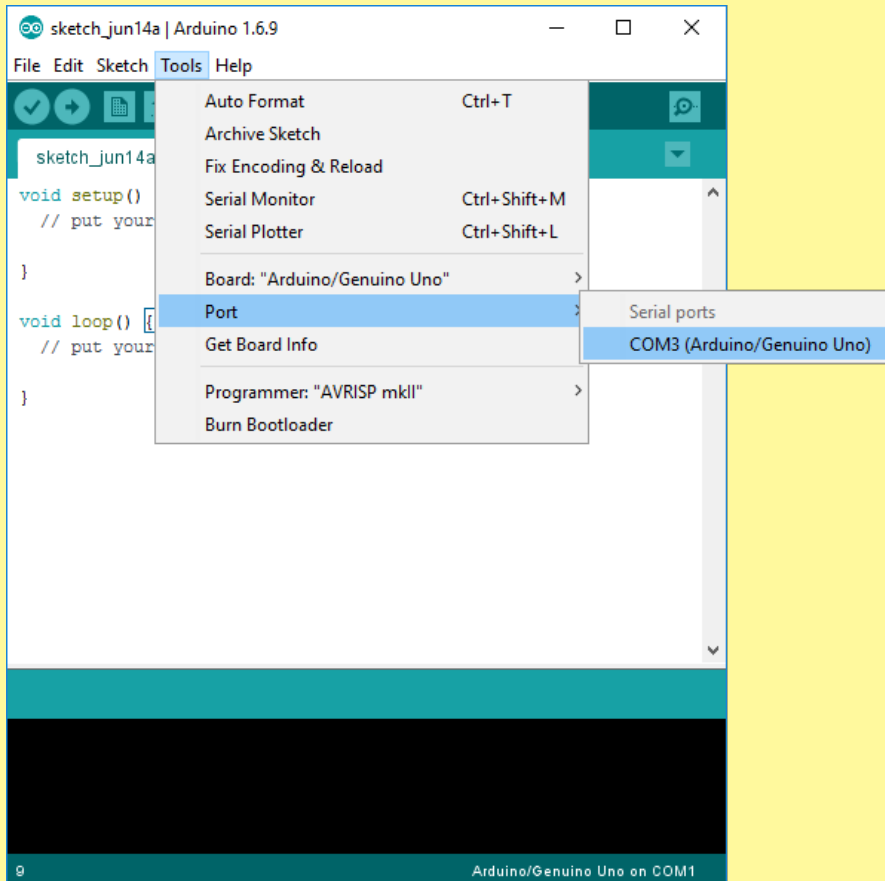 sketch_jun14a | Arduino 1.6.9
File Edit Sketch Tools Help
sketch_jun14a
Auto Format Ctrl+T
Archive Sketch
Fix Encoding & Reload
Serial Monitor Ctrl+Shift+M
Serial Plotter Ctrl+Shift+L
Board: "Arduino/Genuino Uno"
Port
Get Board Info
Programmer: "AVRISP mkII"
Burn Bootloader
Serial ports
COM3 (Arduino/Genuino Uno)
void setup()
// put your
}
void loop() {
// put your
}
9 Arduino/Genuino Uno on COM1